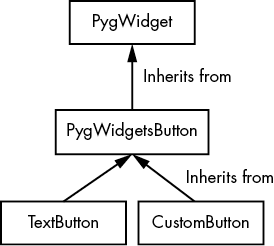 PygWidget
Inherits from
PygWidgetsButton
Inherits from
TextButton
CustomButton